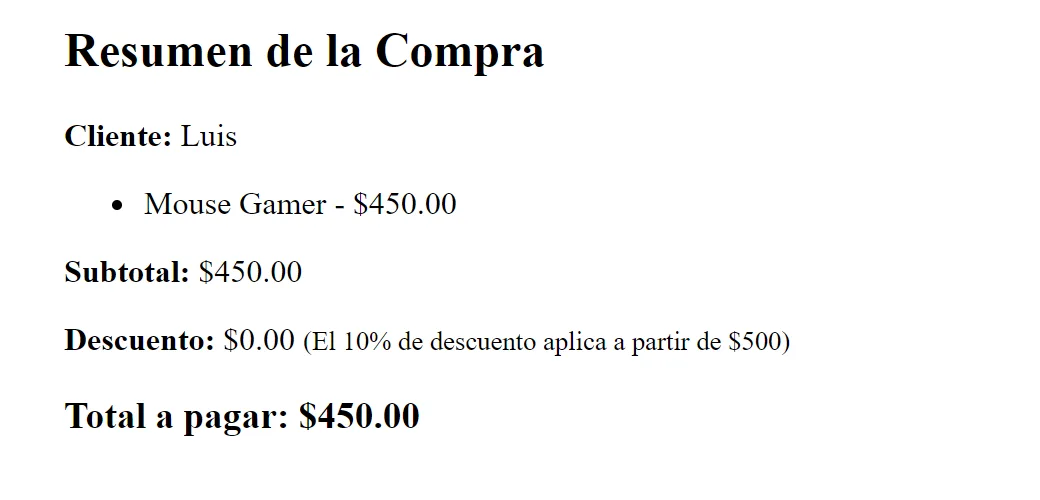 Resumen de la Compra
Cliente: Luis
• Mouse Gamer - $450.00
Subtotal: $450.00
Descuento: $0.00 (El 10% de descuento aplica a partir de $500)
Total a pagar: $450.00